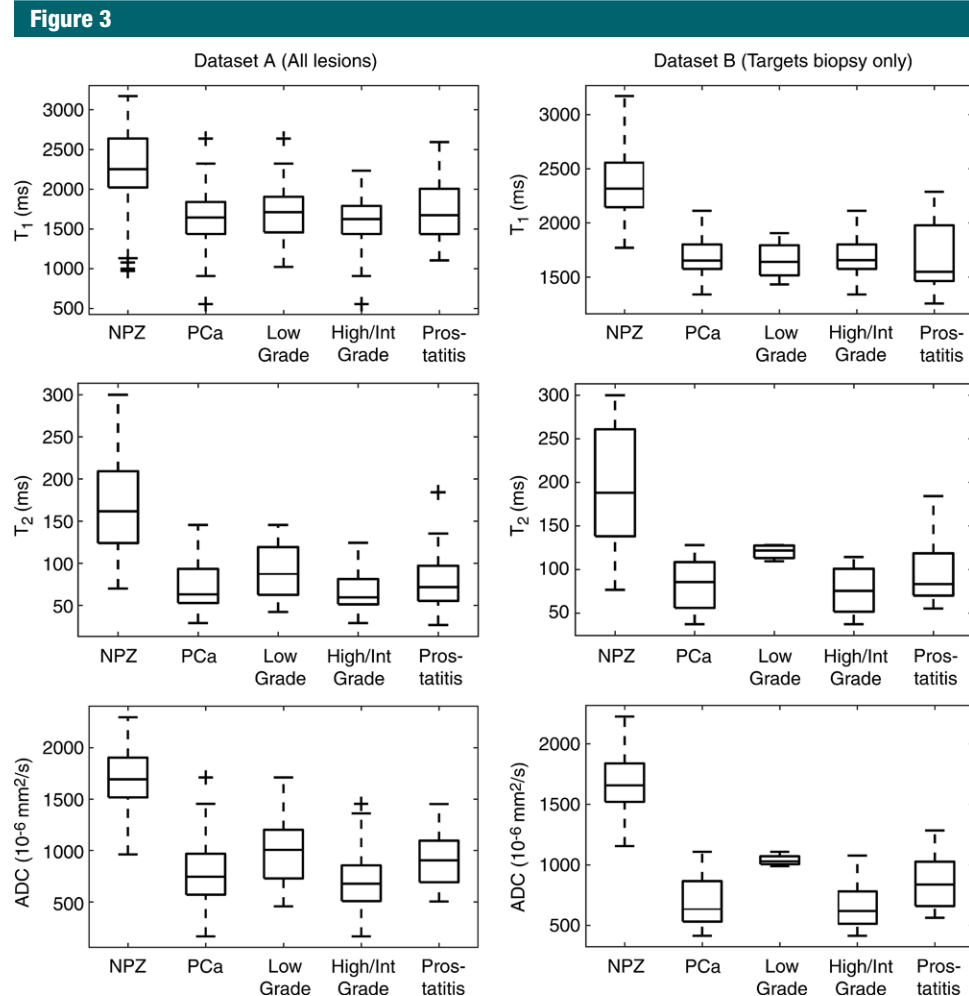 Figure 3
Dataset A (All lesions)
Dataset B (Targets biopsy only)
T1 (ms)
3000
2500
2000
1500
1000
500
NPZ
PCa
Low
Grade
High/Int
Grade
Pros-
tatitis
T1 (ms)
3000
2500
2000
1500
NPZ
PCa
Low
Grade
High/Int
Grade
Pros-
tatitis
T2 (ms)
300
250
200
150
100
50
NPZ
PCa
Low
Grade
High/Int
Grade
Pros-
tatitis
T2 (ms)
300
250
200
150
100
50
NPZ
PCa
Low
Grade
High/Int
Grade
Pros-
tatitis
ADC (10-6 mm2/s)
2000
1500
1000
500
NPZ
PCa
Low
Grade
High/Int
Grade
Pros-
tatitis
ADC (10-6 mm2/s)
2000
1500
1000
500
NPZ
PCa
Low
Grade
High/Int
Grade
Pros-
tatitis